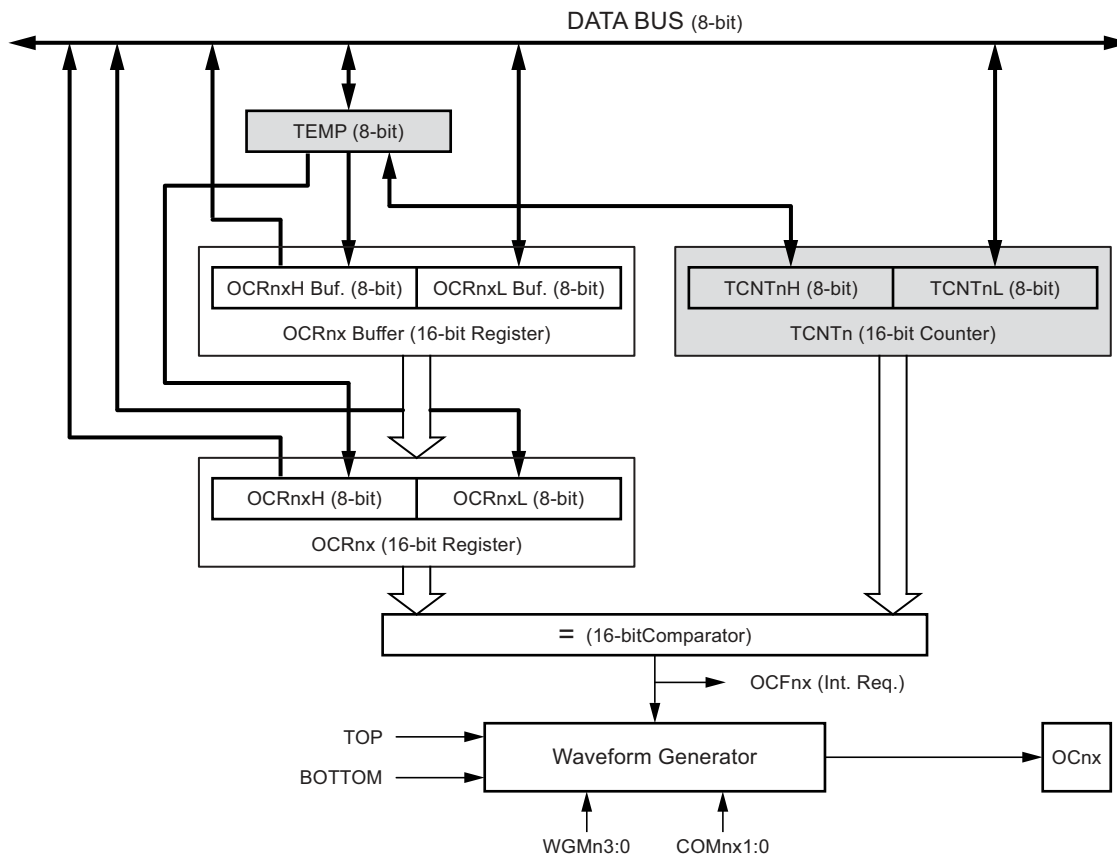 DATA BUS (8-bit)
TEMP (8-bit)
OCRnxH Buf. (8-bit)
OCRnxL Buf. (8-bit)
OCRnx Buffer (16-bit Register)
TCNTnH (8-bit)
TCNTnL (8-bit)
TCNTn (16-bit Counter)
OCRnxH (8-bit)
OCRnxL (8-bit)
OCRnx (16-bit Register)
= (16-bitComparator)
OCFnx (Int. Req.)
TOP
BOTTOM
Waveform Generator
OCnx
WGMn3:0
COMnx1:0